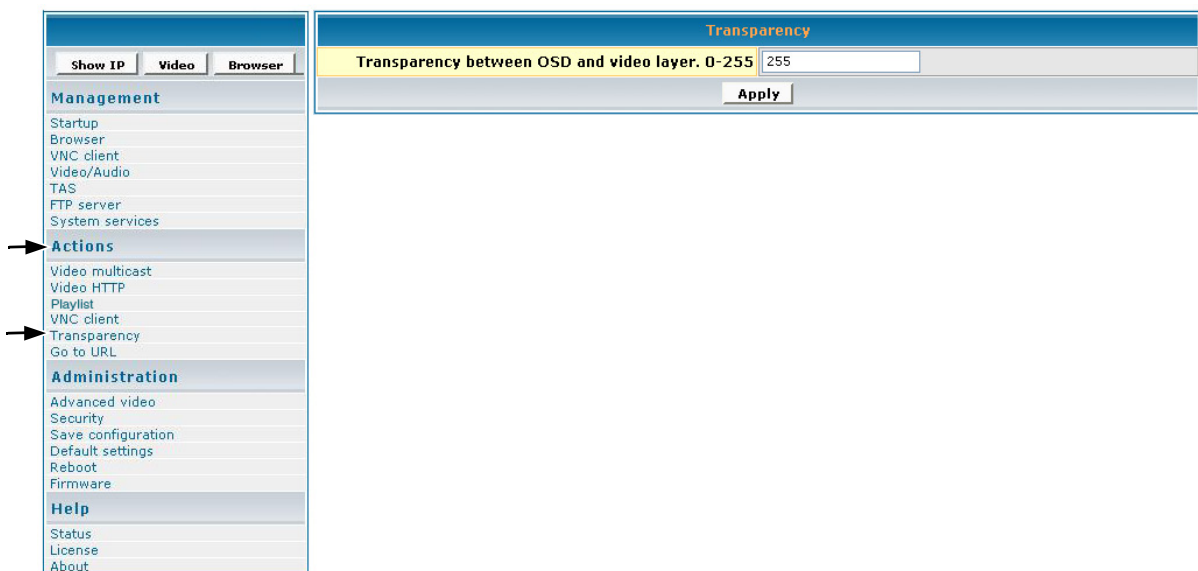 Show IP Video Browser
Management
Startup
Browser
VNC client
Video/Audio
TAS
FTP server
System services
Actions
Video multicast
Video HTTP
Playlist
VNC client
Transparency
Go to URL
Administration
Advanced video
Security
Save configuration
Default settings
Reboot
Firmware
Help
Status
License
About
Transparency
Transparency between OSD and video layer. 0-255 255
Apply